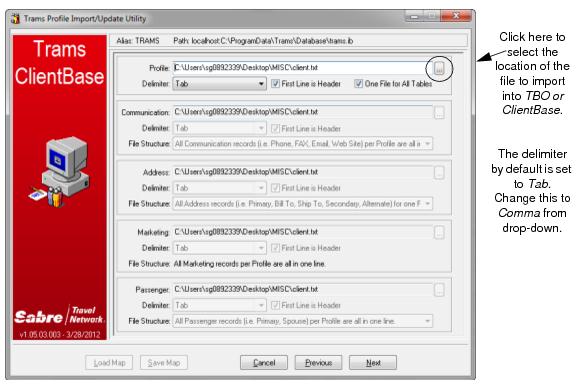 Trams Profile Import/Update Utility
Alias: TRAMS Path: localhost:C:\ProgramData\Trams\Database\trams.ib
Trams
ClientBase
Profile: C:\Users\sg0892339\Desktop\MISC\client.txt ...
Delimiter: Tab First Line is Header One File for All Tables
Communication: C:\Users\sg0892339\Desktop\MISC\client.txt ...
Delimiter: Tab First Line is Header
File Structure: All Communication records (i.e. Phone, FAX, Email, Web Site) per Profile are all ir
Address: C:\Users\sg0892339\Desktop\MISC\client.txt ...
Delimiter: Tab First Line is Header
File Structure: All Address records (i.e. Primary, Bill To, Ship To, Secondary, Alternate) for one F
Marketing: C:\Users\sg0892339\Desktop\MISC\client.txt ...
Delimiter: Tab First Line is Header
File Structure: All Marketing records per Profile are all in one line.
Passenger: C:\Users\sg0892339\Desktop\MISC\client.txt ...
Delimiter: Tab First Line is Header
File Structure: All Passenger records (i.e. Primary, Spouse) per Profile are all in one line.
Sabre Travel Network.
v1.05.03.003 - 3/28/2012
Load Map Save Map Cancel Previous Next
Click here to
select the
location of the
file to import
into TBO or
ClientBase.
The delimiter
by default is set
to Tab.
Change this to
Comma from
drop-down.